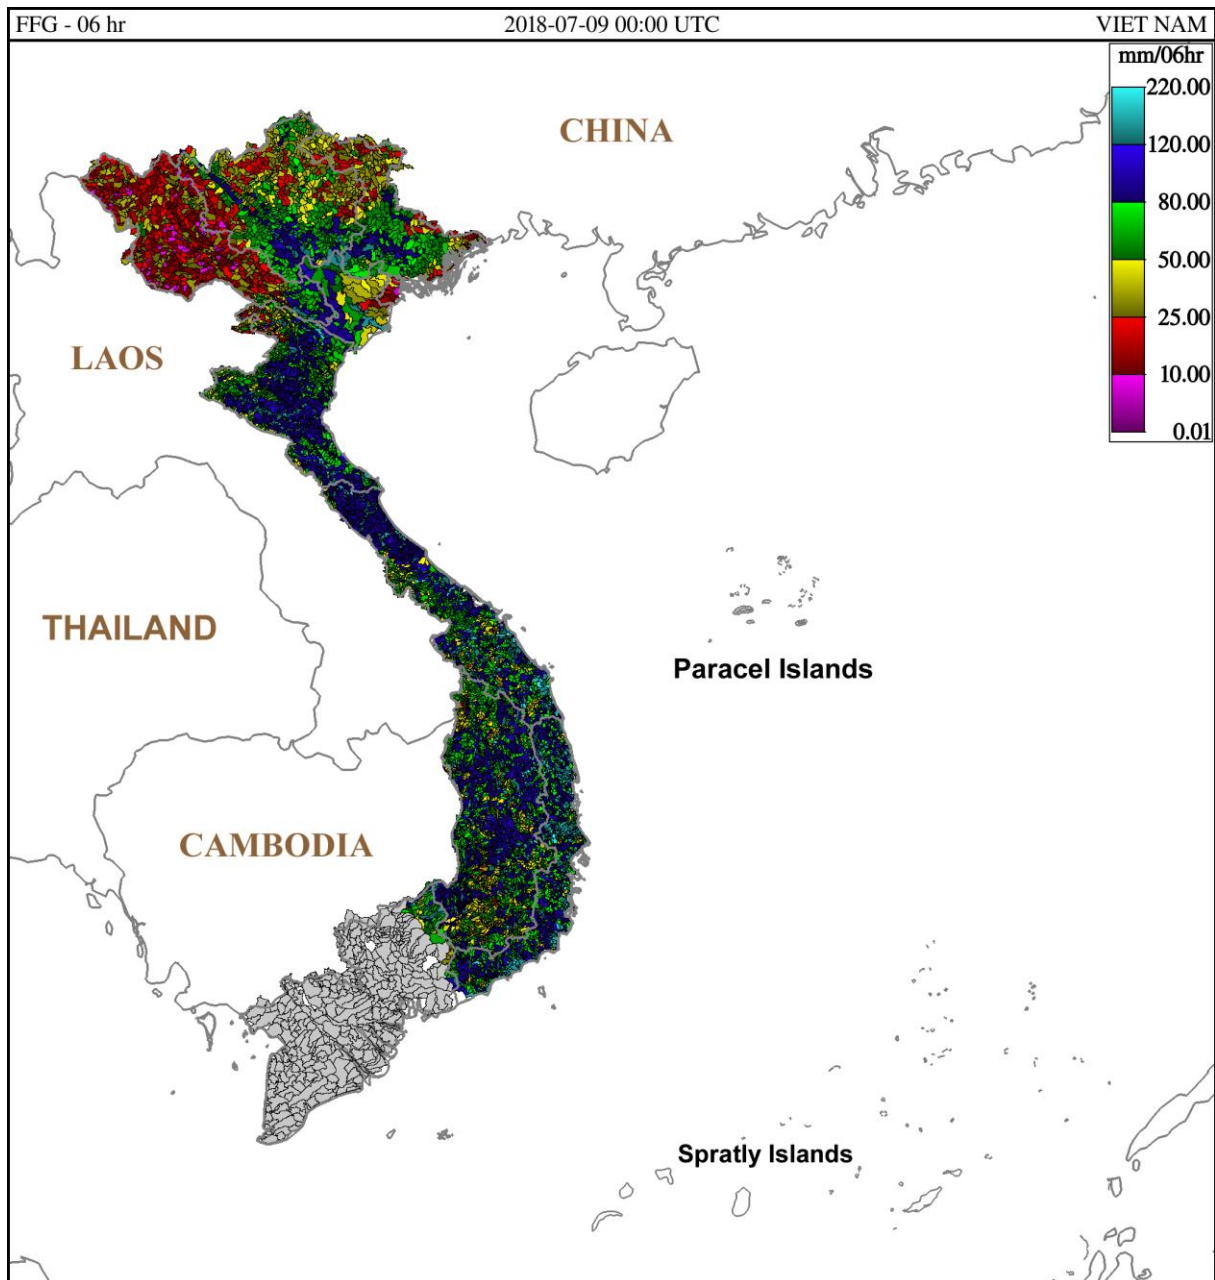 FFG - 06 hr 2018-07-09 00:00 UTC VIET NAM
mm/06hr
220.00
120.00
80.00
50.00
25.00
10.00
0.01
CHINA
LAOS
THAILAND
Paracel Islands
CAMBODIA
Spratly Islands